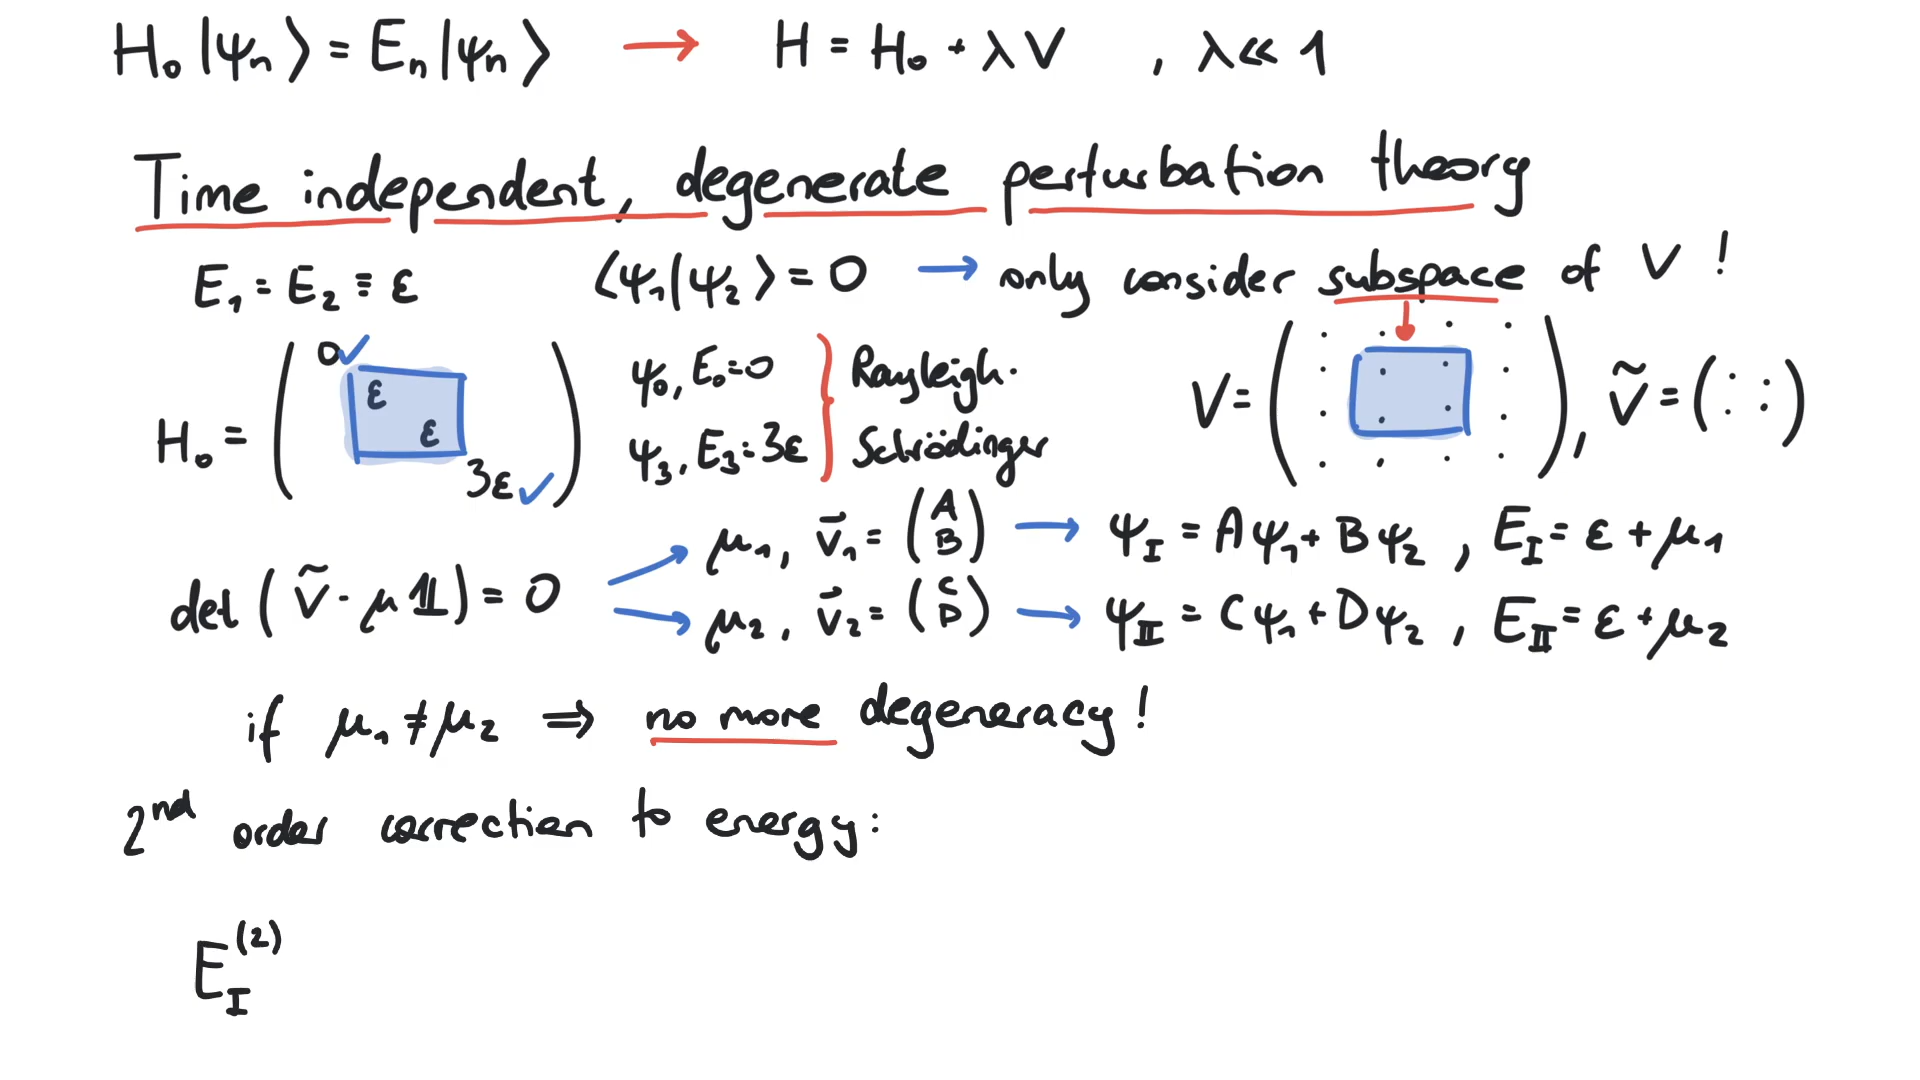 H₀|ψₙ⟩ = Eₙ|ψₙ⟩ → H = H₀ + λV , λ ≪ 1
Time independent, degenerate perturbation theory
E₁ = E₂ ≡ ε ⟨ψ₁|ψ₂⟩ = 0 → only consider subspace of V !
H₀ = ( 0✓ ε ε 3ε✓ ) ψ₀, E₀=0 ψ₃, E₃=3ε } Rayleigh- Schrödinger V = ( ), Ṽ = ( )
det(Ṽ - μ𝟙) = 0
μ₁, v⃗₁ = (A B) → ψ_I = Aψ₁ + Bψ₂ , E_I = ε + μ₁
μ₂, v⃗₂ = (C D) → ψ_II = Cψ₁ + Dψ₂ , E_II = ε + μ₂
if μ₁ ≠ μ₂ ⇒ no more degeneracy !
2ⁿᵈ order correction to energy:
E_I⁽²⁾